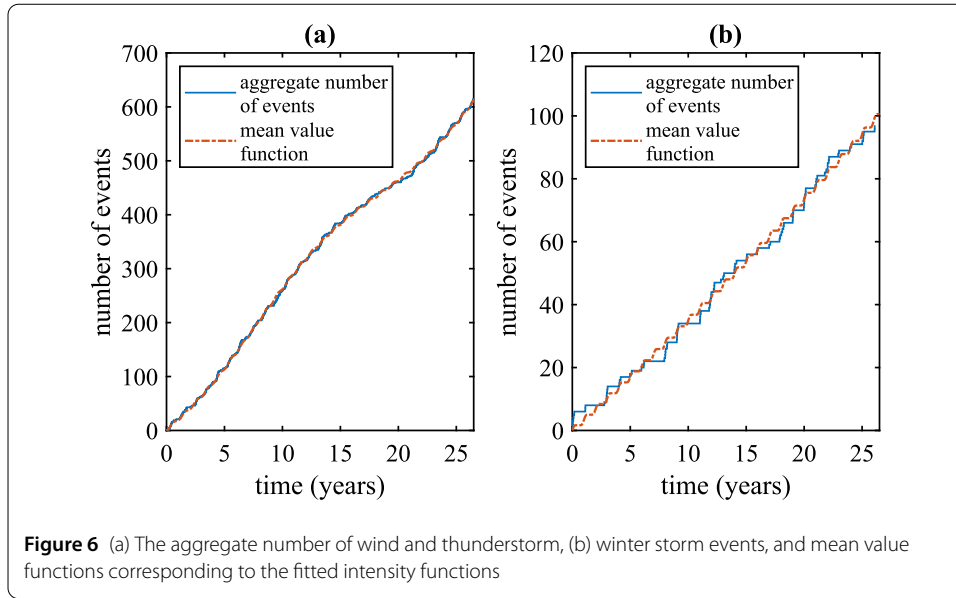 (a)
700
600
500
400
300
200
100
0
number of events
aggregate number
of events
mean value
function
0 5 10 15 20 25
time (years)
(b)
120
100
80
60
40
20
0
number of events
aggregate number
of events
mean value
function
0 5 10 15 20 25
time (years)
Figure 6 (a) The aggregate number of wind and thunderstorm, (b) winter storm events, and mean value
functions corresponding to the fitted intensity functions